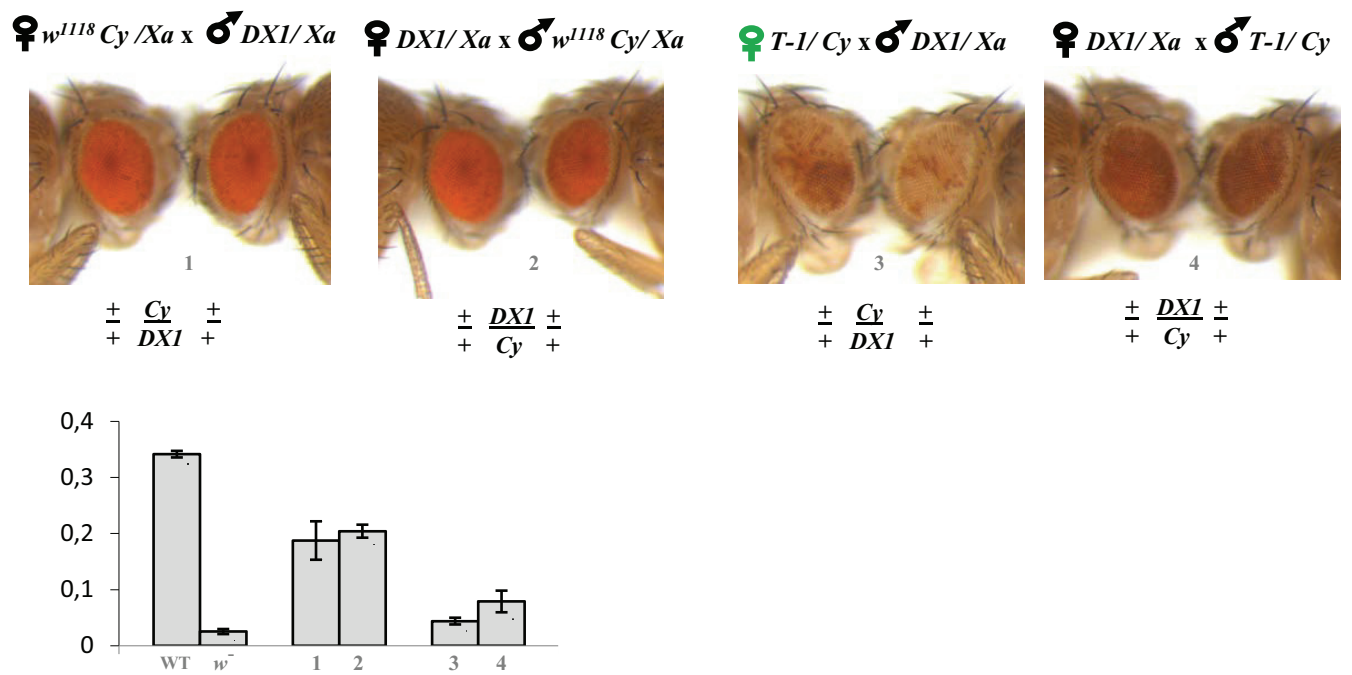 ♀ w¹¹¹⁸ Cy /Xa x ♂ DX1/ Xa
♀ DX1/ Xa x ♂ w¹¹¹⁸ Cy/ Xa
♀ T-1/ Cy x ♂ DX1/ Xa
♀ DX1/ Xa x ♂ T-1/ Cy
1
2
3
4
+ Cy +
+ DX1 +
+ DX1 +
+ Cy +
+ Cy +
+ DX1 +
+ DX1 +
+ Cy +
0,4
0,3
0,2
0,1
0
WT w⁻ 1 2 3 4